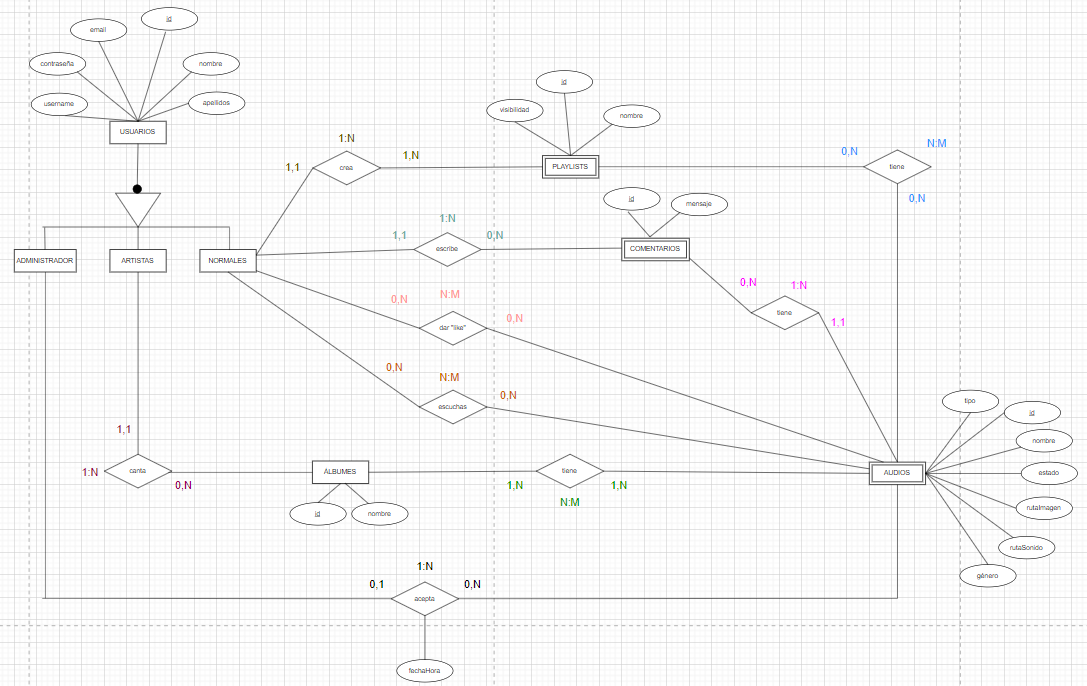 id
email
contraseña
nombre
username
apellidos
USUARIOS
id
visibilidad
nombre
1:N
1,1
crea
1,N
PLAYLISTS
0,N
N:M
tiene
0,N
id
mensaje
1:N
1,1
escribe
0,N
COMENTARIOS
ADMINISTRADOR
ARTISTAS
NORMALES
0,N
1:N
tiene
1,1
0,N
N:M
dar "like"
0,N
0,N
N:M
escuchas
0,N
tipo
id
nombre
estado
rutaImagen
rutaSonido
género
AUDIOS
1,1
1:N
canta
0,N
ÁLBUMES
id
nombre
1,N
tiene
1,N
N:M
1:N
0,1
acepta
0,N
fechaHora